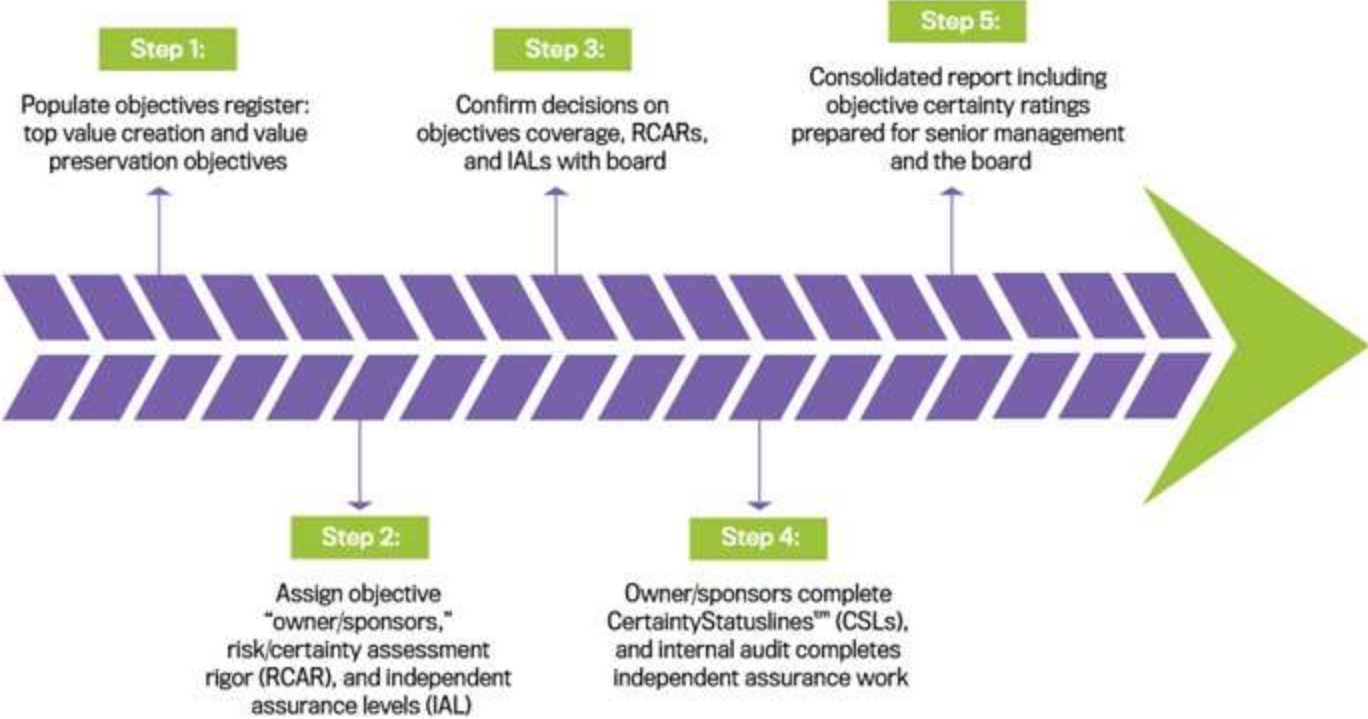 Step 1:
Populate objectives register:
top value creation and value
preservation objectives
Step 2:
Assign objective
“owner/sponsors,”
risk/certainty assessment
rigor (RCAR), and independent
assurance levels (IAL)
Step 3:
Confirm decisions on
objectives coverage, RCARs,
and IALs with board
Step 4:
Owner/sponsors complete
CertaintyStatuslines℠ (CSLs),
and internal audit completes
independent assurance work
Step 5:
Consolidated report including
objective certainty ratings
prepared for senior management
and the board